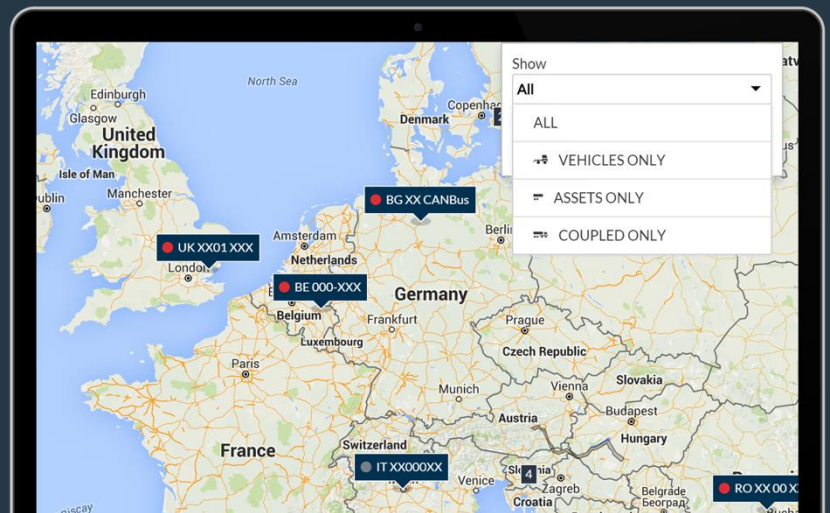 Show
All
ALL
VEHICLES ONLY
ASSETS ONLY
COUPLED ONLY
North Sea
Edinburgh
Glasgow
United
Kingdom
Isle of Man
Manchester
Denmark
BG XX CANBus
UK XX01 XXX
London
Amsterdam
Netherlands
BE 000-XXX
Belgium
Germany
Frankfurt
Luxembourg
Prague
Czech Republic
Paris
Munich
Vienna
Slovakia
Austria
Budapest
Hungary
France
Switzerland
IT XX000XX
Venice
4
Zagreb
Croatia
Belgrade
Београд
RO XX 00 X